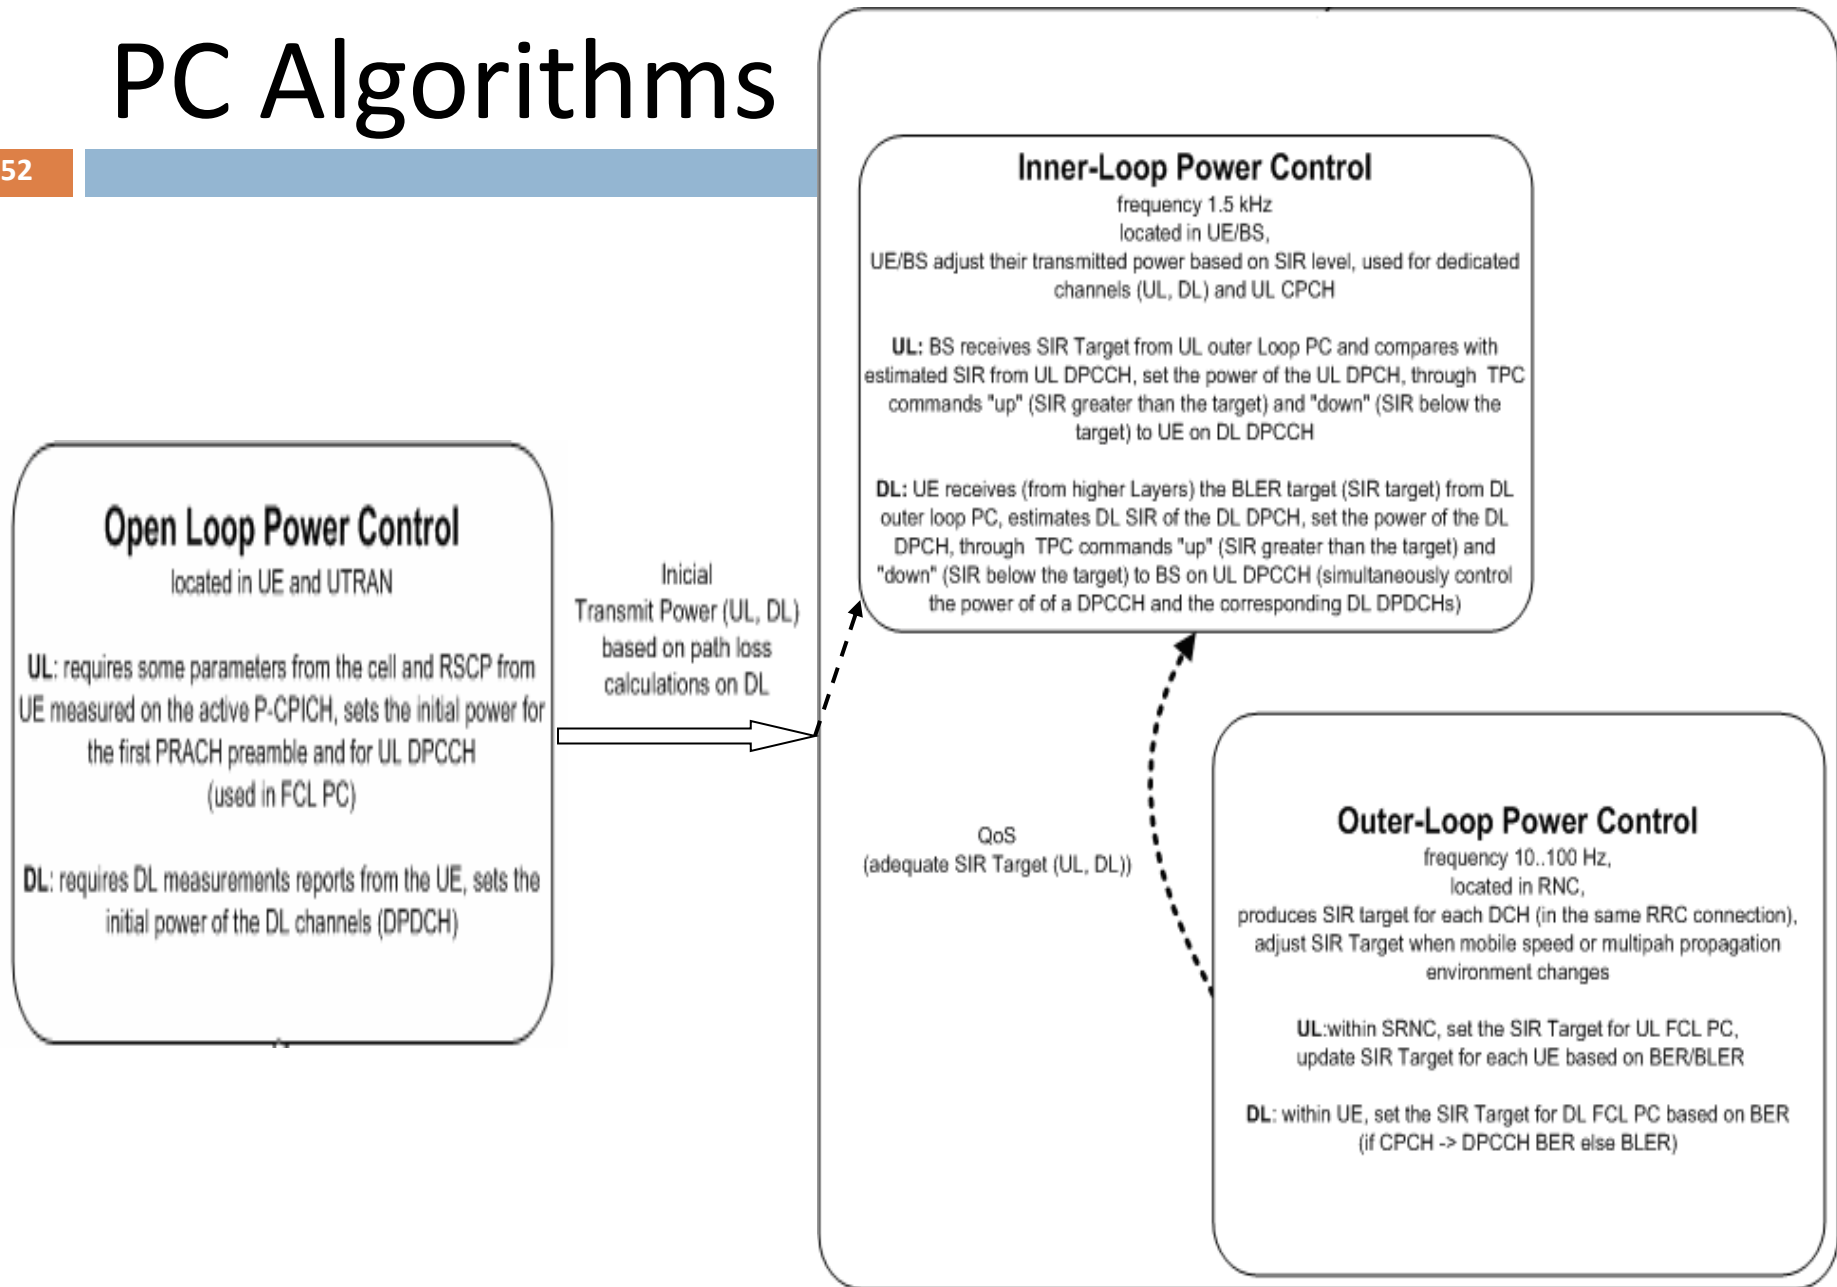 PC Algorithms
52
Open Loop Power Control
located in UE and UTRAN
UL: requires some parameters from the cell and RSCP from
UE measured on the active P-CPICH, sets the initial power for
the first PRACH preamble and for UL DPCCH
(used in FCL PC)
DL: requires DL measurements reports from the UE, sets the
initial power of the DL channels (DPDCH)
Inicial
Transmit Power (UL, DL)
based on path loss
calculations on DL
Inner-Loop Power Control
frequency 1.5 kHz
located in UE/BS,
UE/BS adjust their transmitted power based on SIR level, used for dedicated
channels (UL, DL) and UL CPCH
UL: BS receives SIR Target from UL outer Loop PC and compares with
estimated SIR from UL DPCCH, set the power of the UL DPCH, through TPC
commands "up" (SIR greater than the target) and "down" (SIR below the
target) to UE on DL DPCCH
DL: UE receives (from higher Layers) the BLER target (SIR target) from DL
outer loop PC, estimates DL SIR of the DL DPCH, set the power of the DL
DPCH, through TPC commands "up" (SIR greater than the target) and
"down" (SIR below the target) to BS on UL DPCCH (simultaneously control
the power of of a DPCCH and the corresponding DL DPDCHs)
QoS
(adequate SIR Target (UL, DL))
Outer-Loop Power Control
frequency 10..100 Hz,
located in RNC,
produces SIR target for each DCH (in the same RRC connection),
adjust SIR Target when mobile speed or multipah propagation
environment changes
UL:within SRNC, set the SIR Target for UL FCL PC,
update SIR Target for each UE based on BER/BLER
DL: within UE, set the SIR Target for DL FCL PC based on BER
(if CPCH -> DPCCH BER else BLER)